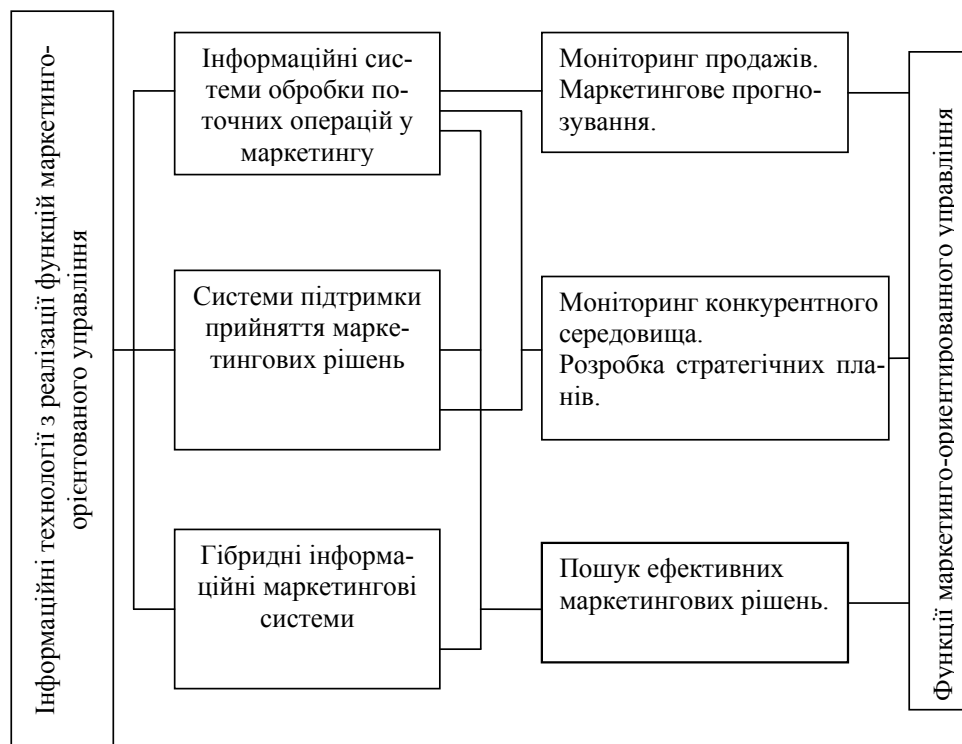 Інформаційні технології з реалізації функцій маркетинго-
орієнтованого управління
Інформаційні сис-
теми обробки по-
точних операцій у
маркетингу
Системи підтримки
прийняття марке-
тингових рішень
Гібридні інформа-
ційні маркетингові
системи
Моніторинг продажів.
Маркетингове прогно-
зування.
Моніторинг конкурентного
середовища.
Розробка стратегічних пла-
нів.
Пошук ефективних
маркетингових рішень.
Функції маркетинго-ориентированного управління